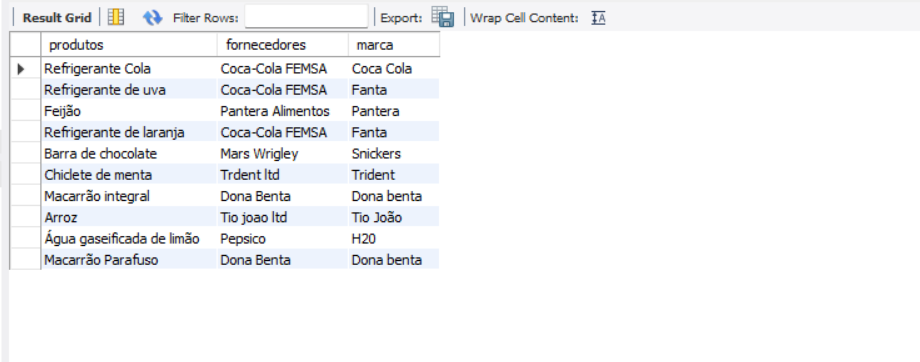 Result Grid Filter Rows: Export: Wrap Cell Content:
produtos fornecedores marca
Refrigerante Cola Coca-Cola FEMSA Coca Cola
Refrigerante de uva Coca-Cola FEMSA Fanta
Feijão Pantera Alimentos Pantera
Refrigerante de laranja Coca-Cola FEMSA Fanta
Barra de chocolate Mars Wrigley Snickers
Chiclete de menta Trdent ltd Trident
Macarrão integral Dona Benta Dona benta
Arroz Tio joao ltd Tio João
Água gaseificada de limão Pepsico H20
Macarrão Parafuso Dona Benta Dona benta